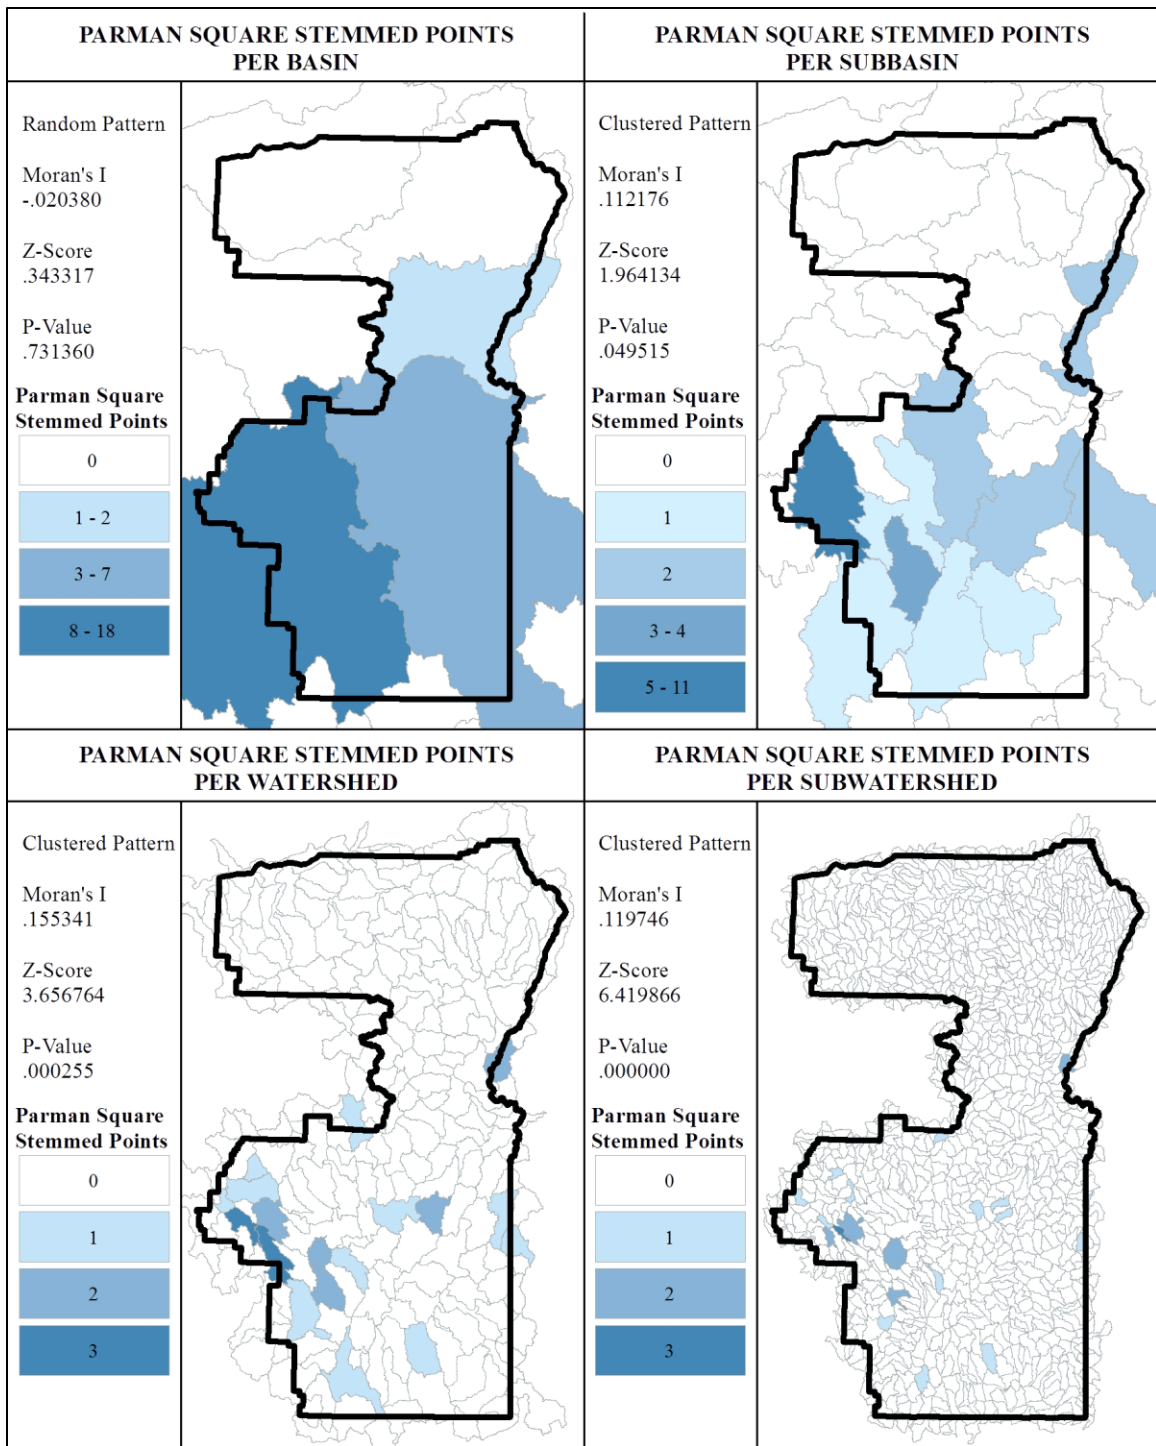 PARMAN SQUARE STEMMED POINTS
PER BASIN
Random Pattern
Moran's I
-.020380
Z-Score
.343317
P-Value
.731360
Parman Square
Stemmed Points
0
1 - 2
3 - 7
8 - 18
PARMAN SQUARE STEMMED POINTS
PER SUBBASIN
Clustered Pattern
Moran's I
.112176
Z-Score
1.964134
P-Value
.049515
Parman Square
Stemmed Points
0
1
2
3 - 4
5 - 11
PARMAN SQUARE STEMMED POINTS
PER WATERSHED
Clustered Pattern
Moran's I
.155341
Z-Score
3.656764
P-Value
.000255
Parman Square
Stemmed Points
0
1
2
3
PARMAN SQUARE STEMMED POINTS
PER SUBWATERSHED
Clustered Pattern
Moran's I
.119746
Z-Score
6.419866
P-Value
.000000
Parman Square
Stemmed Points
0
1
2
3